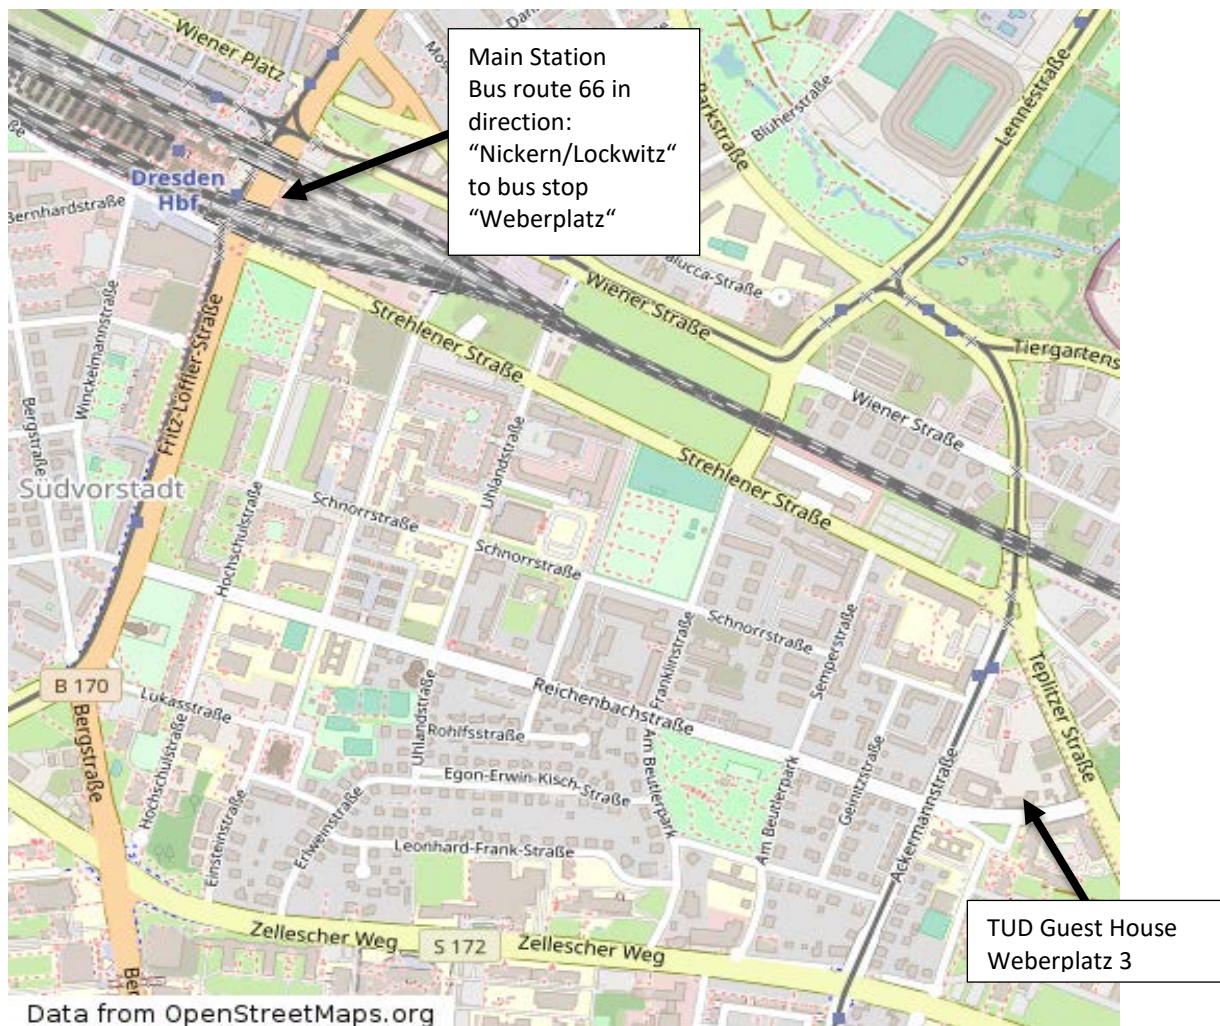 Wiener Platz
Main Station
Bus route 66 in
direction:
“Nickern/Lockwitz“
to bus stop
“Weberplatz“
Parkstraße
Blüherstraße
Lennéstraße
Dresden
Hbf
Bernhardstraße
Wiener Straße
Tiergartens
Winckelmannstraße
Fritz-Löffler-Straße
Strehlener Straße
Bergstraße
Wiener Straße
Uhlandstraße
Strehlener Straße
Südvorstadt
Hochschulstraße
Schnorrstraße
Schnorrstraße
Franklinstraße
Schnorrstraße
Semperstraße
Teplitzer Straße
B 170
Lukasstraße
Reichenbachstraße
Uhlandstraße
Rohlfsstraße
Bergstraße
Hochschulstraße
Egon-Erwin-Kisch-Straße
Am Beutlerpark
Am Beutlerpark
Geinitzstraße
Ackermannstraße
Einsteinstraße
Erlweinstraße
Leonhard-Frank-Straße
Zellescher Weg
S 172
Zellescher Weg
TUD Guest House
Weberplatz 3
Data from OpenStreetMaps.org